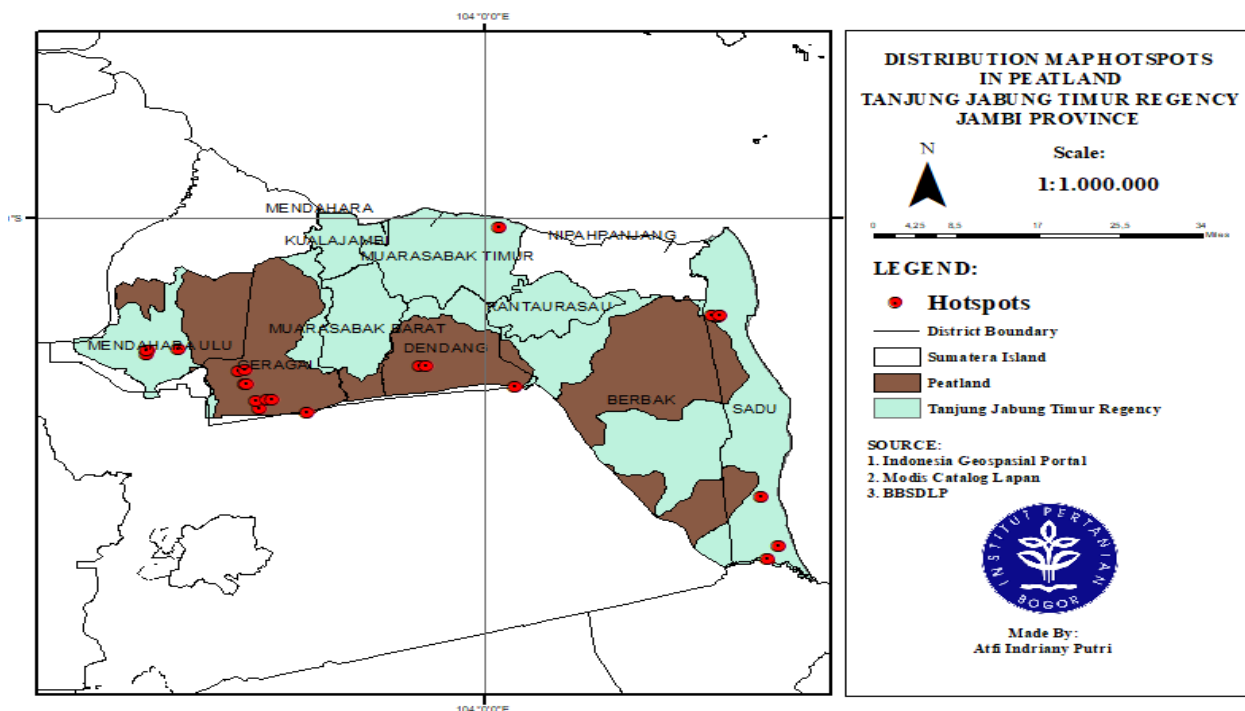 104°0'0"E
0"S
MENDAHARA
NIPAHPANJANG
KUALAJAMBI
MUARASABAK TIMUR
RANTAURASAU
MUARASABAK BARAT
MENDAHARA ULU
DENDANG
GERAGAI
BERBAK
SADU
104°0'0"E
DISTRIBUTION MAP HOTSPOTS
IN PEATLAND
TANJUNG JABUNG TIMUR REGENCY
JAMBI PROVINCE
N
Scale:
1:1.000.000
0 4,25 8,5 17 25,5 34
Miles
LEGEND:
Hotspots
District Boundary
Sumatera Island
Peatland
Tanjung Jabung Timur Regency
SOURCE:
1. Indonesia Geospasial Portal
2. Modis Catalog Lapan
3. BBSDLP
INSTITUT PERTANIAN
BOGOR
Made By:
Atfi Indriany Putri